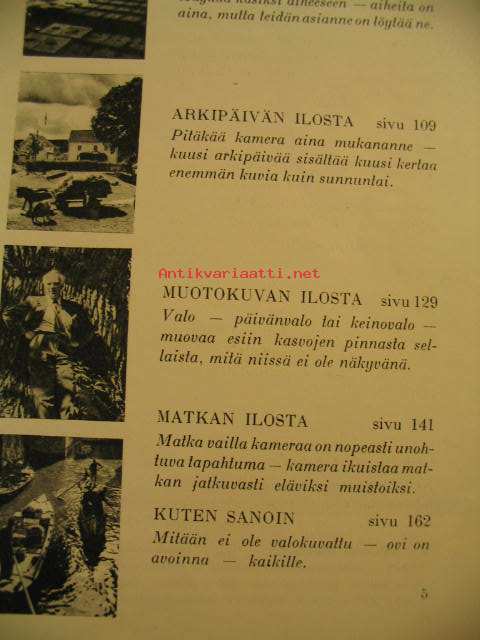 käsiksi aiheeseen — aiheita on
aina, mutta teidän asianne on löytää ne.
ARKIPÄIVÄN ILOSTA sivu 109
Pitäkää kamera aina mukananne —
kuusi arkipäivää sisältää kuusi kertaa
enemmän kuvia kuin sunnuntai.
Antikvariaatti.net
MUOTOKUVAN ILOSTA sivu 129
Valo — päivänvalo tai keinovalo —
muovaa esiin kasvojen pinnasta sel-
laista, mitä niissä ei ole näkyvänä.
MATKAN ILOSTA sivu 141
Matka vailla kameraa on nopeasti unoh-
tuva tapahtuma — kamera ikuistaa mat-
kan jatkuvasti eläviksi muistoiksi.
KUTEN SANOIN sivu 162
Mitään ei ole valokuvattu — ovi on
avoinna — kaikille.
5